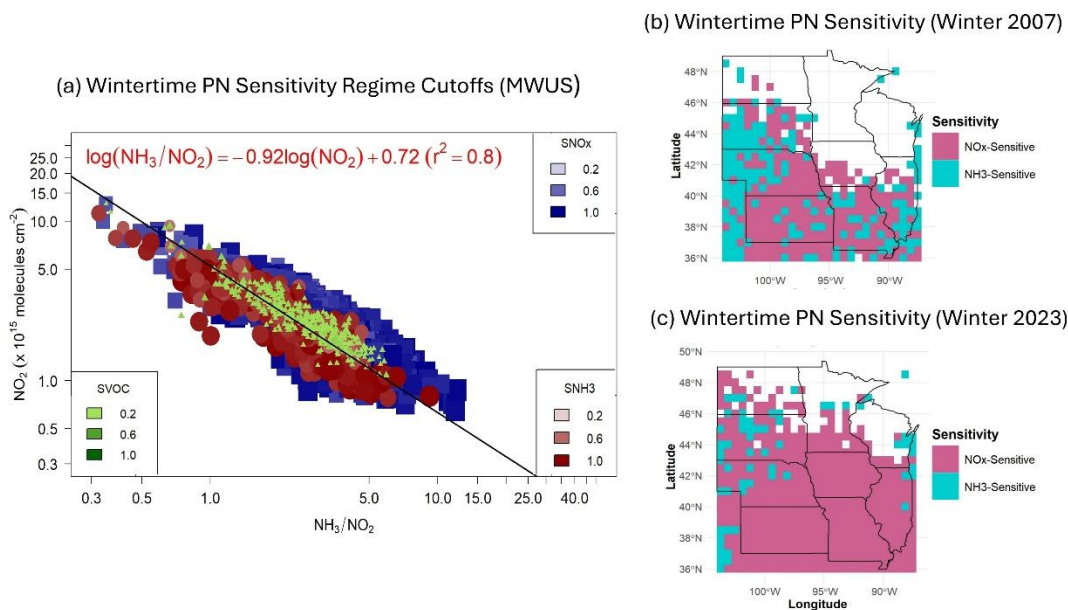 (a) Wintertime PN Sensitivity Regime Cutoffs (MWUS)
log(NH₃/NO₂) = −0.92log(NO₂) + 0.72 (r² = 0.8)
SNOx
0.2
0.6
1.0
SVOC
0.2
0.6
1.0
SNH3
0.2
0.6
1.0
NO₂ (x 10¹⁵ molecules cm⁻²)
25.0
20.0
15.0
10.0
5.0
1.0
0.5
0.3
0.3 0.5 1.0 5.0 10.0 15.0 25.0 40.0
NH₃/NO₂
(b) Wintertime PN Sensitivity (Winter 2007)
Latitude
48°N
46°N
44°N
42°N
40°N
38°N
36°N
100°W 95°W 90°W
Sensitivity
NOx-Sensitive
NH3-Sensitive
(c) Wintertime PN Sensitivity (Winter 2023)
Latitude
50°N
48°N
46°N
44°N
42°N
40°N
38°N
36°N
100°W 95°W 90°W
Longitude
Sensitivity
NOx-Sensitive
NH3-Sensitive